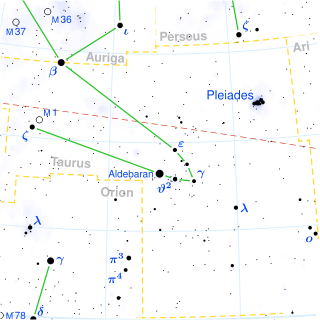 M36
M37
ι
ζ
Perseus
Ari
β
Auriga
Pleiades
M1
ζ
ε
Taurus
Aldebaran
γ
ϑ²
Orion
λ
λ
ο
γ
π³
π⁴
M78
δ